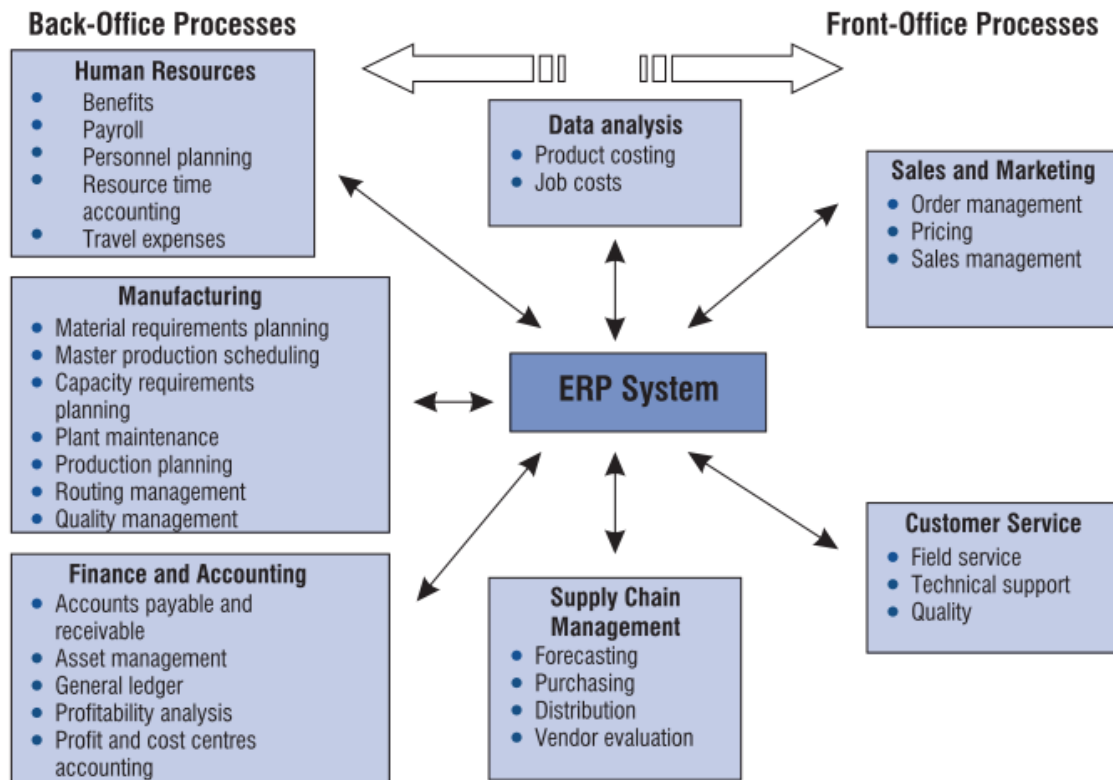 Back-Office Processes
Front-Office Processes
Human Resources
Benefits
Payroll
Personnel planning
Resource time
accounting
Travel expenses
Data analysis
Product costing
Job costs
Sales and Marketing
Order management
Pricing
Sales management
Manufacturing
Material requirements planning
Master production scheduling
Capacity requirements
planning
Plant maintenance
Production planning
Routing management
Quality management
ERP System
Finance and Accounting
Accounts payable and
receivable
Asset management
General ledger
Profitability analysis
Profit and cost centres
accounting
Supply Chain
Management
Forecasting
Purchasing
Distribution
Vendor evaluation
Customer Service
Field service
Technical support
Quality